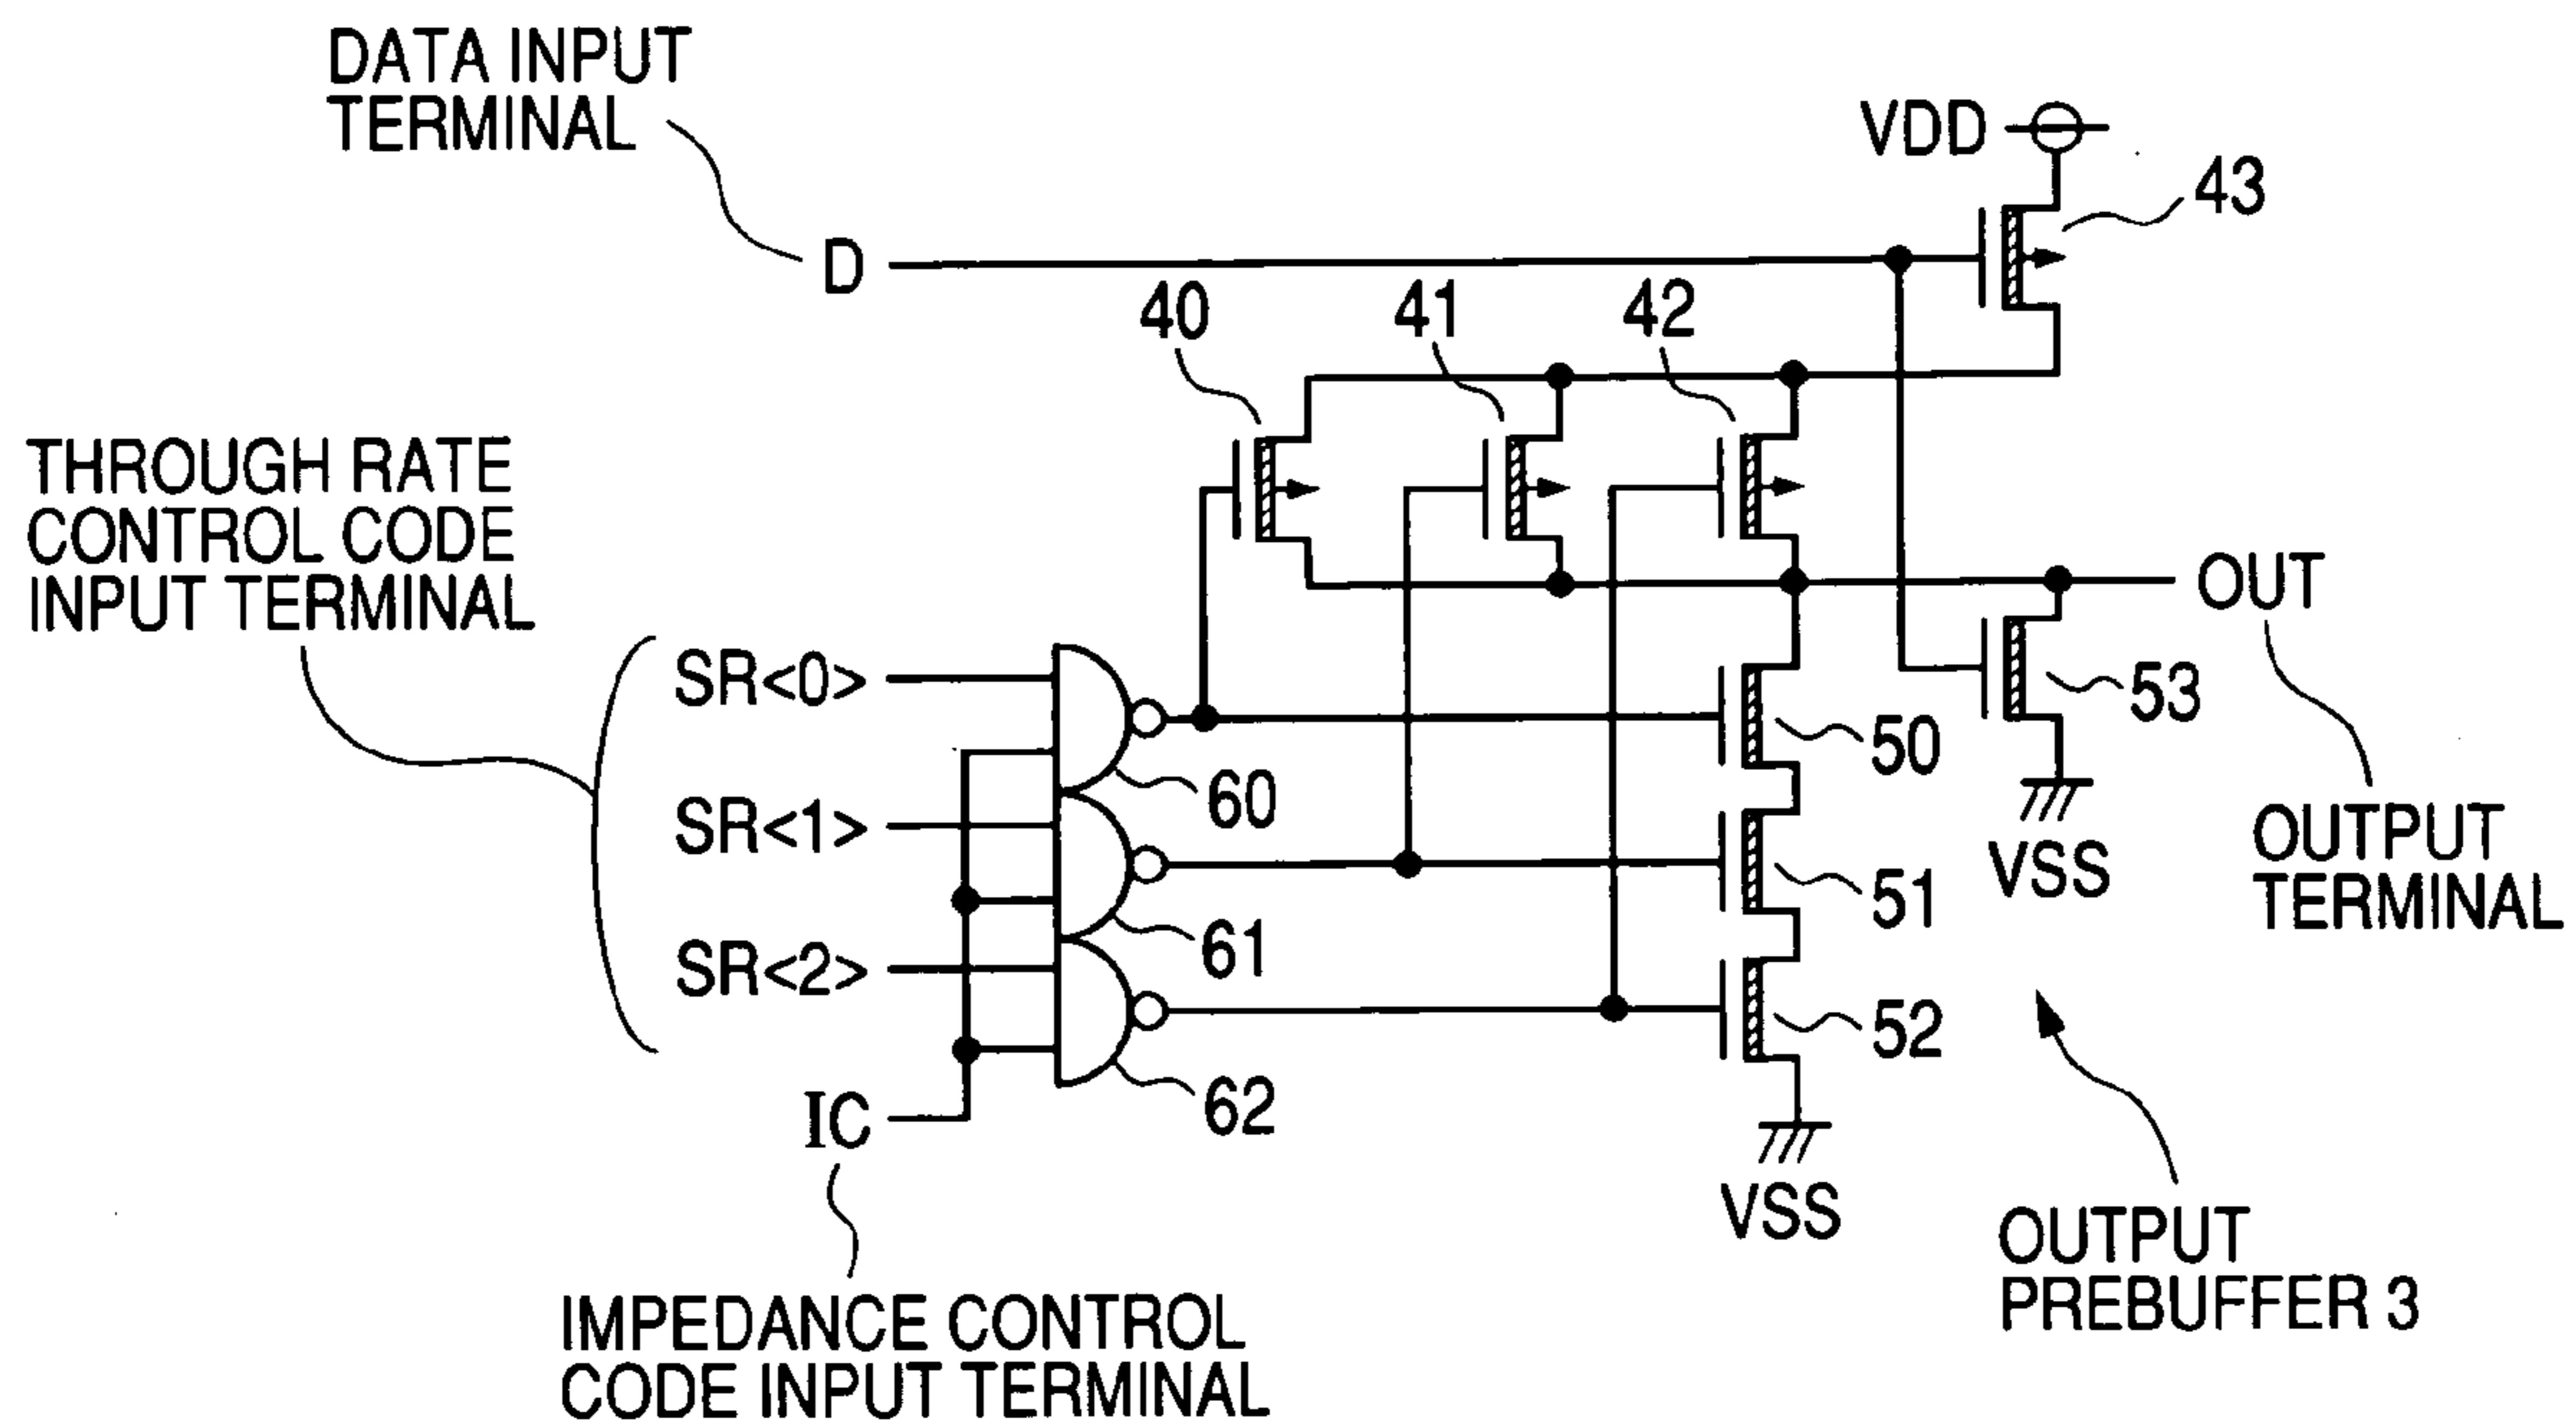 DATA INPUT
TERMINAL
VDD
43
D
40
41
42
THROUGH RATE
CONTROL CODE
INPUT TERMINAL
OUT
SR<0>
53
50
60
SR<1>
VSS
OUTPUT
TERMINAL
51
61
SR<2>
52
62
IC
VSS
OUTPUT
PREBUFFER 3
IMPEDANCE CONTROL
CODE INPUT TERMINAL